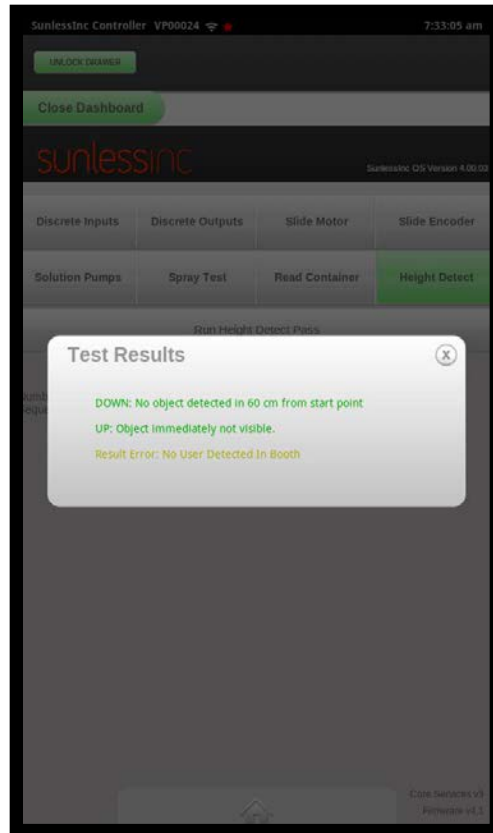 SunlessInc Controller VP00024
7:33:05 am
UNLOCK DRAWER
Close Dashboard
sunlessinc
SunlessInc OS Version 4.00.03
Discrete Inputs
Discrete Outputs
Slide Motor
Slide Encoder
Solution Pumps
Spray Test
Read Container
Height Detect
Run Height Detect Pass
Test Results
X
DOWN: No object detected in 60 cm from start point
UP: Object immediately not visible.
Result Error: No User Detected In Booth
Core Services v3
Firmware v4.1